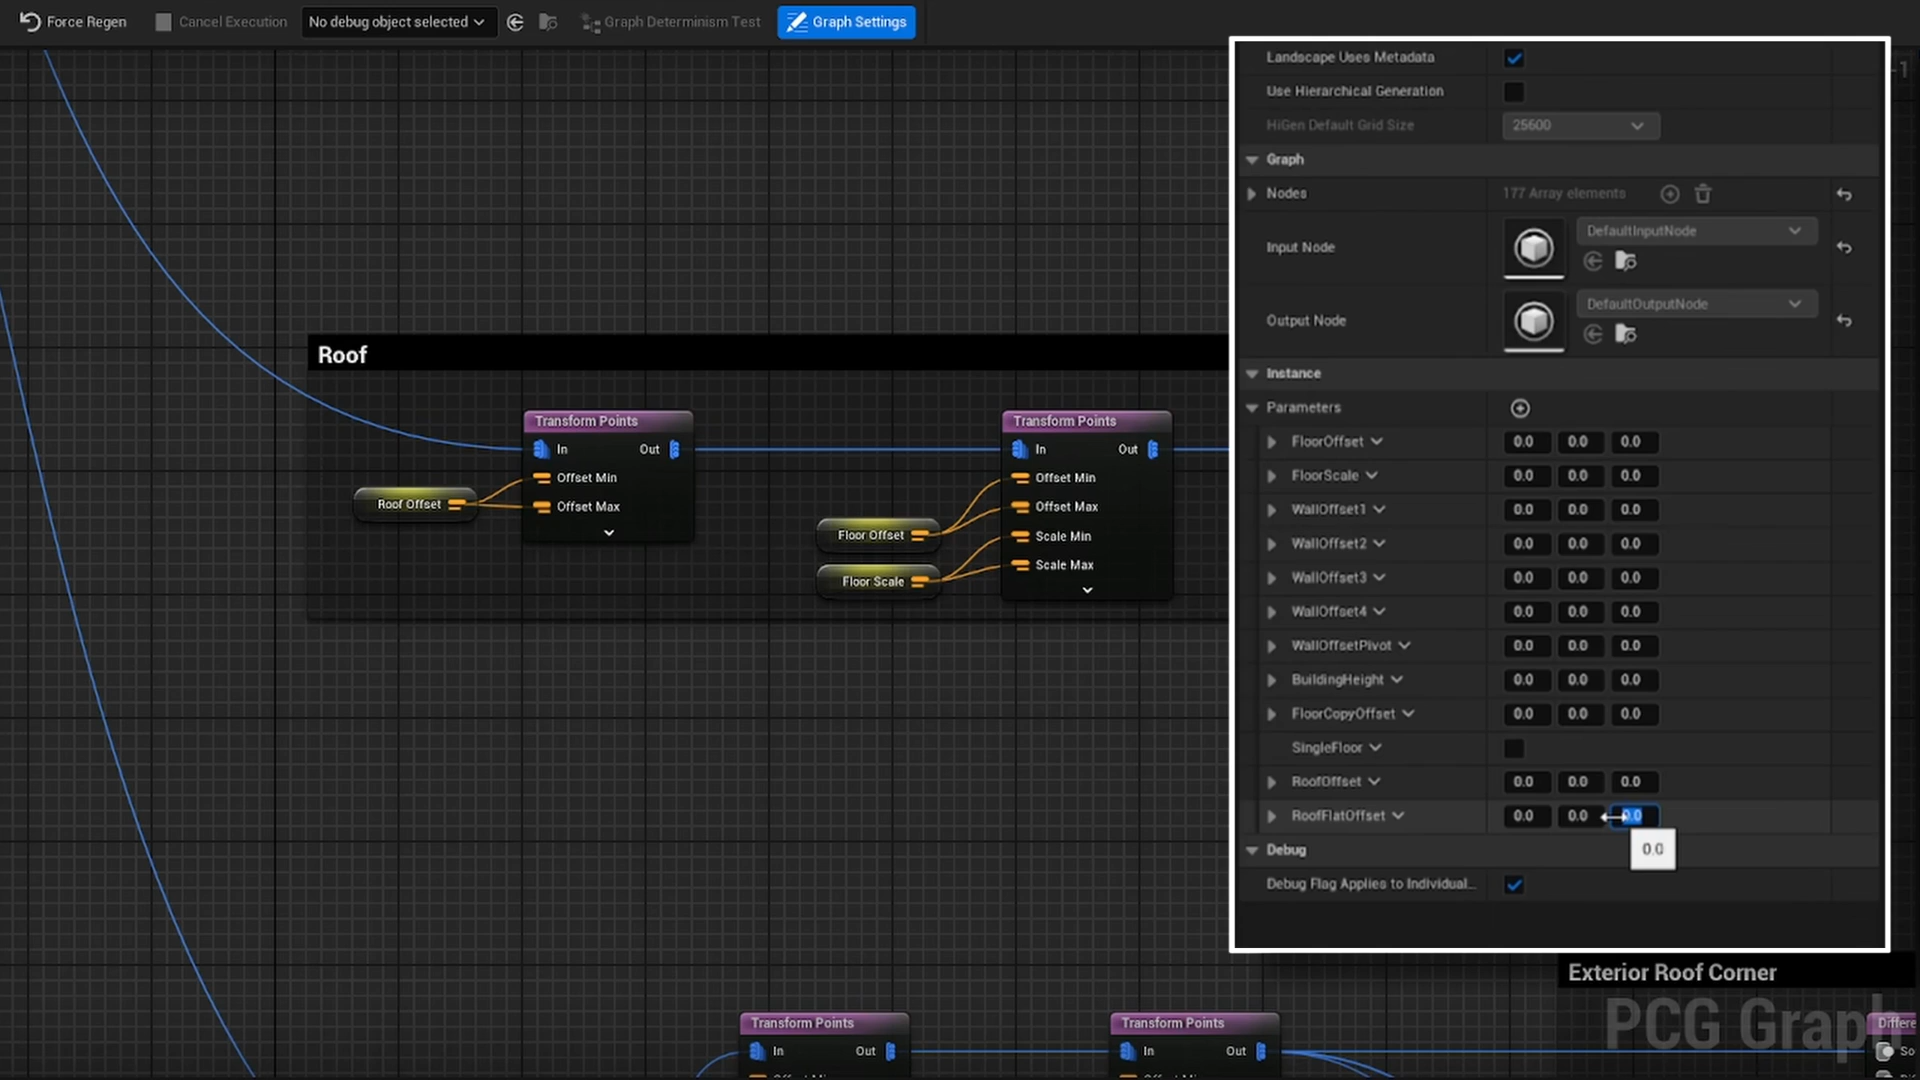 Force Regen
Cancel Execution
No debug object selected
Graph Determinism Test
Graph Settings
Landscape Uses Metadata
Use Hierarchical Generation
HiGen Default Grid Size
25600
Graph
Nodes
177 Array elements
Input Node
DefaultInputNode
Output Node
DefaultOutputNode
Instance
Parameters
FloorOffset
0.0 0.0 0.0
FloorScale
0.0 0.0 0.0
WallOffset1
0.0 0.0 0.0
WallOffset2
0.0 0.0 0.0
WallOffset3
0.0 0.0 0.0
WallOffset4
0.0 0.0 0.0
WallOffsetPivot
0.0 0.0 0.0
BuildingHeight
0.0 0.0 0.0
FloorCopyOffset
0.0 0.0 0.0
SingleFloor
RoofOffset
0.0 0.0 0.0
RoofFlatOffset
0.0 0.0 0.0
0.0
Debug
Debug Flag Applies to Individual...
Roof
Transform Points
In Out
Offset Min
Offset Max
Roof Offset
Transform Points
In Out
Offset Min
Offset Max
Scale Min
Scale Max
Floor Offset
Floor Scale
Exterior Roof Corner
PCG Graph
Transform Points
In Out
Transform Points
In Out
Differe
So